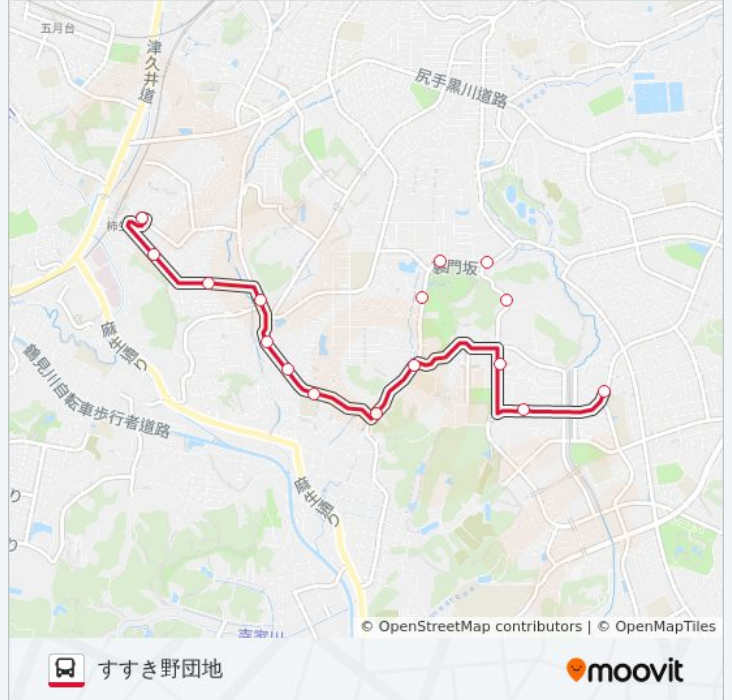 五月台
津久井道
尻手黒川道路
門坂
麻生通り
鶴見川自転車歩行者道路
り
麻生通り
© OpenStreetMap contributors | © OpenMapTiles
すすき野団地
moovit